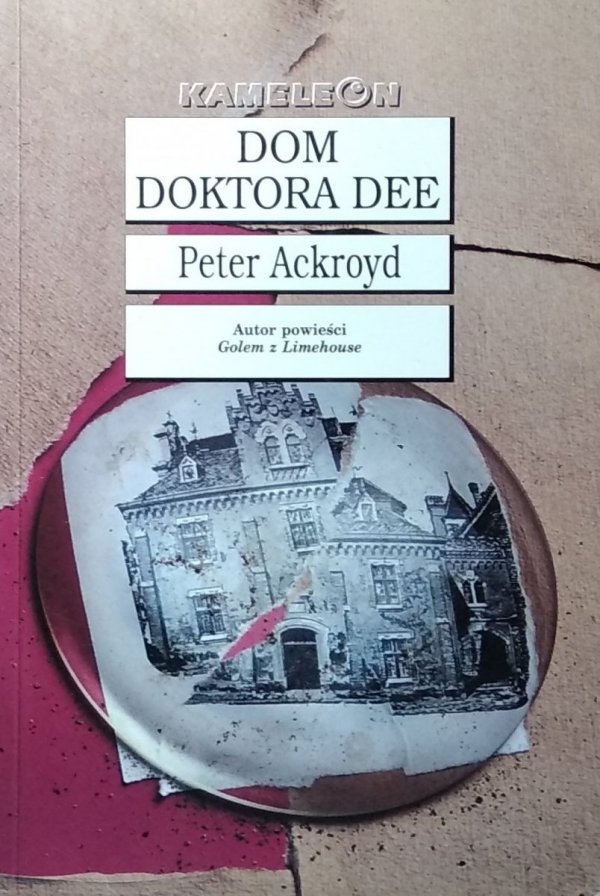 KAMELEON
DOM
DOKTORA DEE
Peter Ackroyd
Autor powieści
Golem z Limehouse